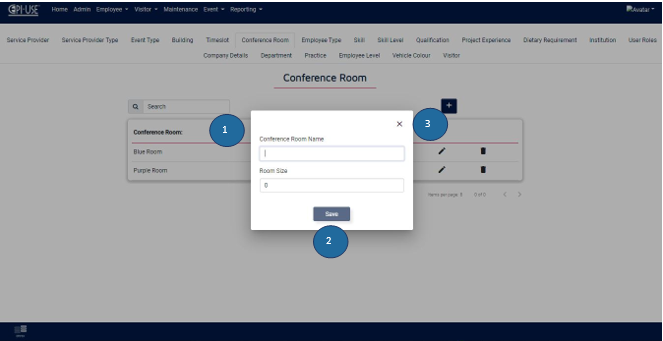 EPI-USE Home Admin Employee Visitor Maintenance Event Reporting Avatar
Service Provider Service Provider Type Event Type Building Timeslot Conference Room Employee Type Skill Skill Level Qualification Project Experience Dietary Requirement Institution User Roles
Company Details Department Practice Employee Level Vehicle Colour Visitor
Conference Room
Search +
1 × 3
Conference Room:
Conference Room Name
Blue Room
Room Size
Purple Room
0
Items per page: 5 0 of 0 < >
Save
2